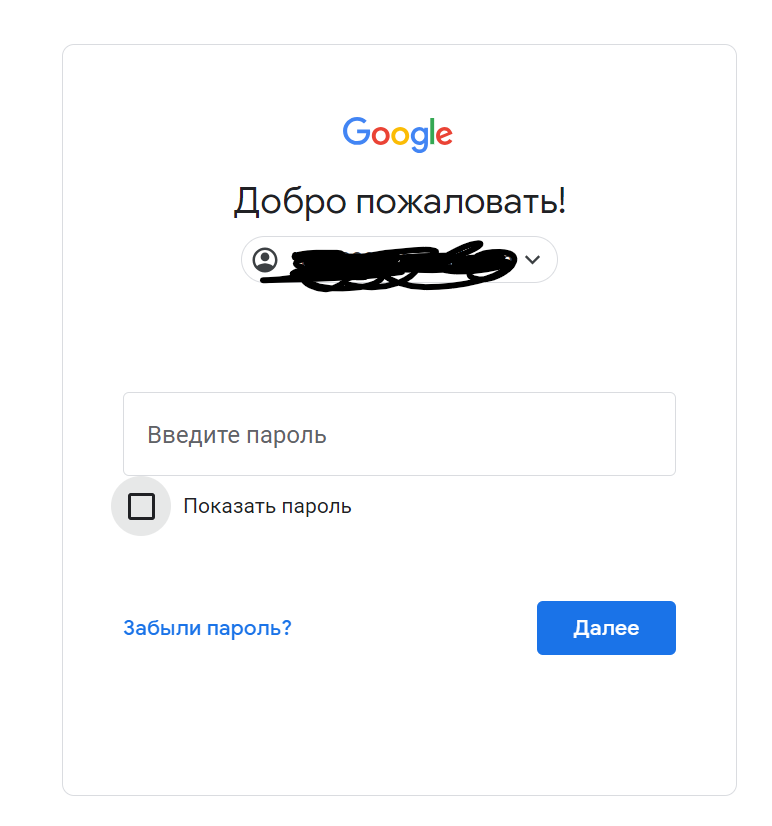 Google
Добро пожаловать!
Введите пароль
Показать пароль
Забыли пароль?
Далее